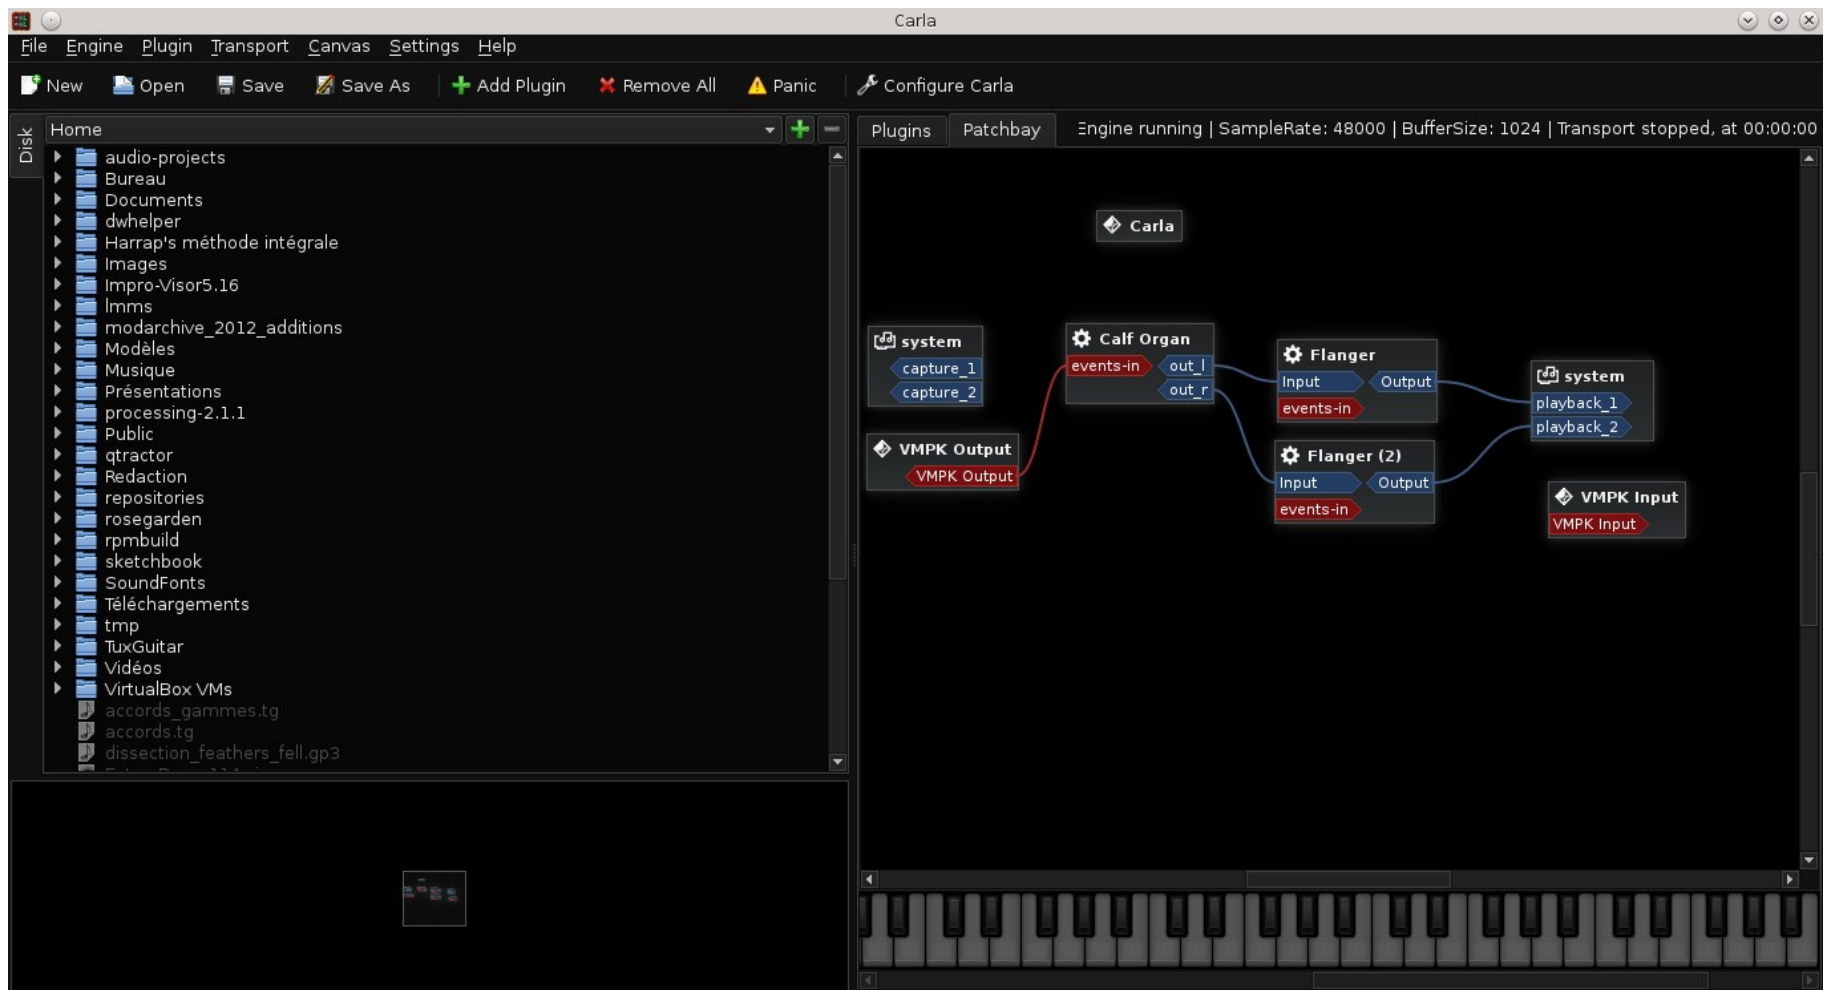 Carla
File Engine Plugin Transport Canvas Settings Help
New Open Save Save As Add Plugin Remove All Panic Configure Carla
Disk
Home
audio-projects
Bureau
Documents
dwhelper
Harrap's méthode intégrale
Images
Impro-Visor5.16
lmms
modarchive_2012_additions
Modèles
Musique
Présentations
processing-2.1.1
Public
qtractor
Redaction
repositories
rosegarden
rpmbuild
sketchbook
SoundFonts
Téléchargements
tmp
TuxGuitar
Vidéos
VirtualBox VMs
accords_gammes.tg
accords.tg
dissection_feathers_fell.gp3
Plugins Patchbay Engine running | SampleRate: 48000 | BufferSize: 1024 | Transport stopped, at 00:00:00
Carla
system
capture_1
capture_2
VMPK Output
VMPK Output
Calf Organ
events-in out_l
out_r
Flanger
Input Output
events-in
Flanger (2)
Input Output
events-in
system
playback_1
playback_2
VMPK Input
VMPK Input